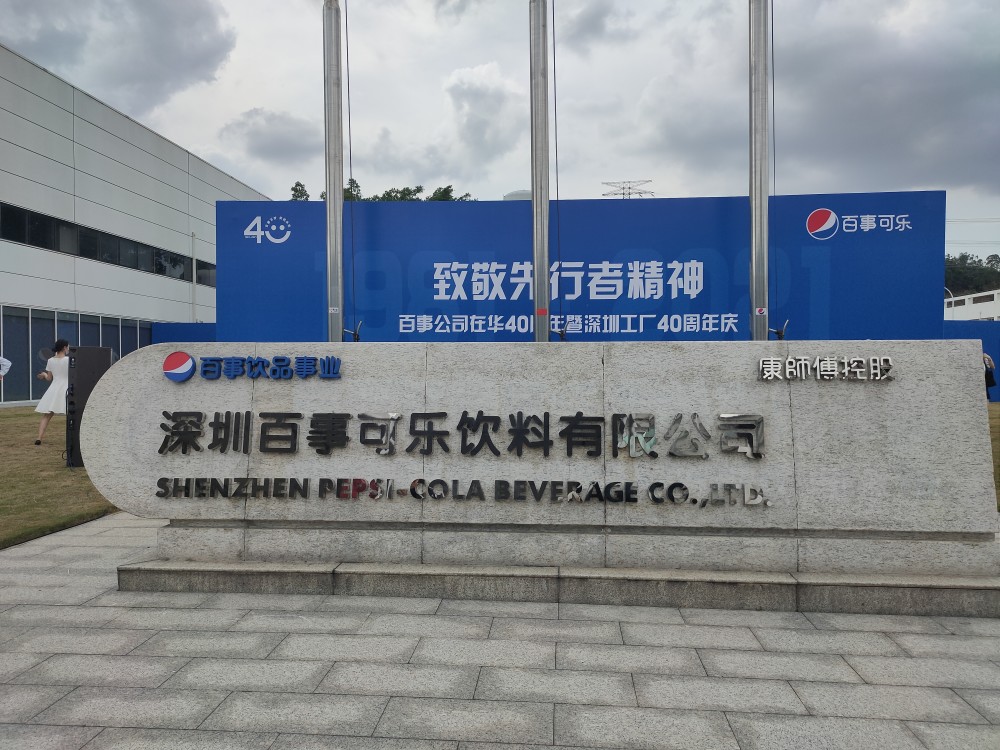 40
百事可乐
致敬先行者精神
百事公司在华40周年暨深圳工厂40周年庆
百事饮品事业
康師傅控股
深圳百事可乐饮料有限公司
SHENZHEN PEPSI-COLA BEVERAGE CO.,LTD.